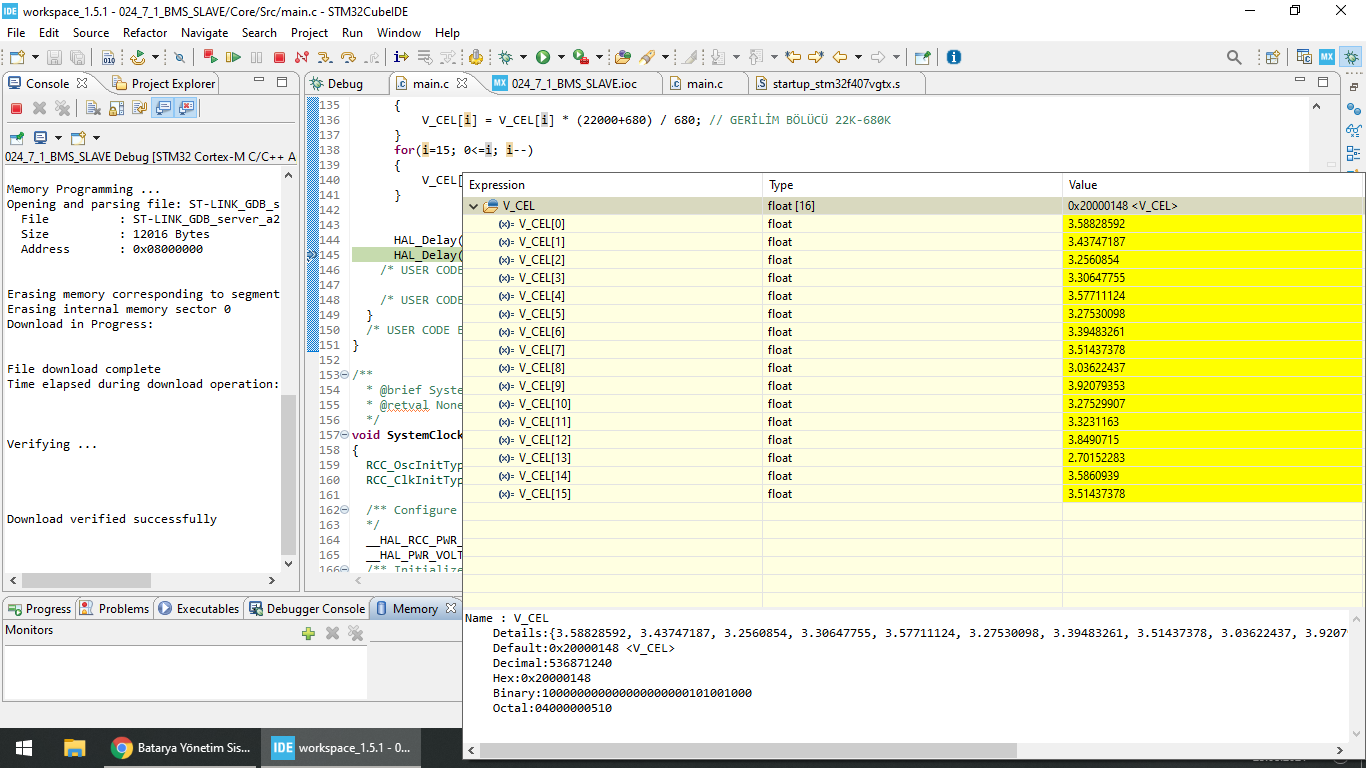 workspace_1.5.1 - 024_7_1_BMS_SLAVE/Core/Src/main.c - STM32CubeIDE
File Edit Source Refactor Navigate Search Project Run Window Help
Console Project Explorer
024_7_1_BMS_SLAVE Debug [STM32 Cortex-M C/C++ A
Memory Programming ...
Opening and parsing file: ST-LINK_GDB_s
File : ST-LINK_GDB_server_a2
Size : 12016 Bytes
Address : 0x08000000
Erasing memory corresponding to segment
Erasing internal memory sector 0
Download in Progress:
File download complete
Time elapsed during download operation:
Verifying ...
Download verified successfully
Debug main.c 024_7_1_BMS_SLAVE.ioc main.c startup_stm32f407vgtx.s
135 {
136 V_CEL[i] = V_CEL[i] * (22000+680) / 680; // GERİLİM BÖLÜCÜ 22K-680K
137 }
138 for(i=15; 0<=i; i--)
139 {
140 V_CEL[
141 }
142
143
144 HAL_Delay(
145 HAL_Delay(
146 /* USER CODE
147
148 /* USER CODE
149 }
150 /* USER CODE E
151 }
152
153 /**
154 * @brief Syste
155 * @retval None
156 */
157 void SystemClock
158 {
159 RCC_OscInitTyp
160 RCC_ClkInitTyp
161
162 /** Configure
163 */
164 __HAL_RCC_PWR_
165 __HAL_PWR_VOLT
166 /** Initialize
Expression Type Value
V_CEL float [16] 0x20000148 <V_CEL>
(x)= V_CEL[0] float 3.58828592
(x)= V_CEL[1] float 3.43747187
(x)= V_CEL[2] float 3.2560854
(x)= V_CEL[3] float 3.30647755
(x)= V_CEL[4] float 3.57711124
(x)= V_CEL[5] float 3.27530098
(x)= V_CEL[6] float 3.39483261
(x)= V_CEL[7] float 3.51437378
(x)= V_CEL[8] float 3.03622437
(x)= V_CEL[9] float 3.92079353
(x)= V_CEL[10] float 3.27529907
(x)= V_CEL[11] float 3.3231163
(x)= V_CEL[12] float 3.8490715
(x)= V_CEL[13] float 2.70152283
(x)= V_CEL[14] float 3.5860939
(x)= V_CEL[15] float 3.51437378
Name : V_CEL
Details:{3.58828592, 3.43747187, 3.2560854, 3.30647755, 3.57711124, 3.27530098, 3.39483261, 3.51437378, 3.03622437, 3.9207
Default:0x20000148 <V_CEL>
Decimal:536871240
Hex:0x20000148
Binary:100000000000000000000101001000
Octal:04000000510
Progress Problems Executables Debugger Console Memory
Monitors
Batarya Yönetim Sis...
IDE workspace_1.5.1 - 0...